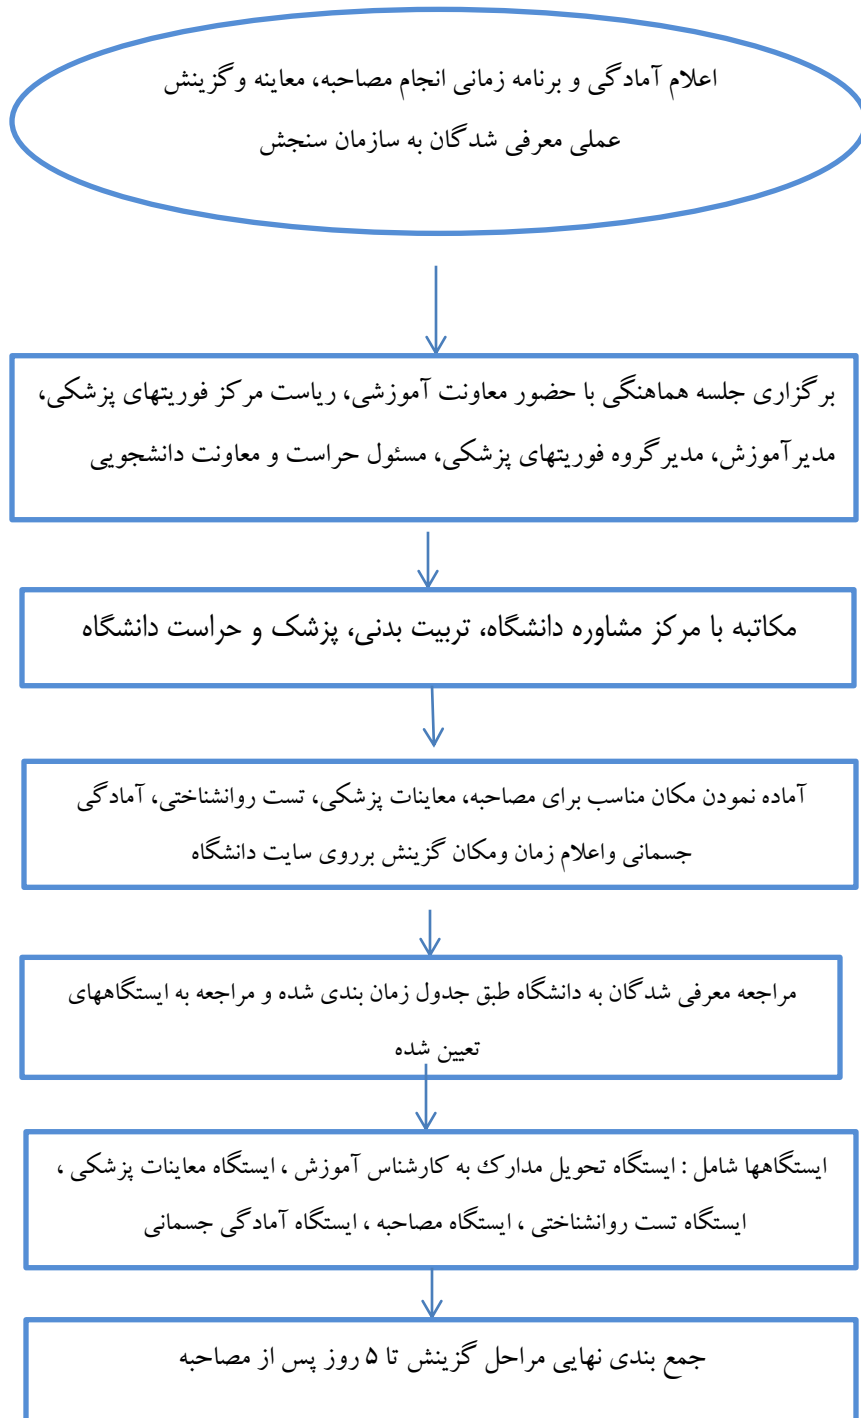 اعلام آمادگی و برنامه زمانی انجام مصاحبه، معاینه وگزینش
عملی معرفی شدگان به سازمان سنجش
برگزاری جلسه هماهنگی با حضور معاونت آموزشی، ریاست مرکز فوریتهای پزشکی،
مدیرآموزش، مدیرگروه فوریتهای پزشکی، مسئول حراست و معاونت دانشجویی
مکاتبه با مرکز مشاوره دانشگاه، تربیت بدنی، پزشک و حراست دانشگاه
آماده نمودن مکان مناسب برای مصاحبه، معاینات پزشکی، تست روانشناختی، آمادگی
جسمانی واعلام زمان ومکان گزینش برروی سایت دانشگاه
مراجعه معرفی شدگان به دانشگاه طبق جدول زمان بندی شده و مراجعه به ایستگاههای
تعیین شده
ایستگاهها شامل : ایستگاه تحویل مدارک به کارشناس آموزش ، ایستگاه معاینات پزشکی ،
ایستگاه تست روانشناختی ، ایستگاه مصاحبه ، ایستگاه آمادگی جسمانی
جمع بندی نهایی مراحل گزینش تا ۵ روز پس از مصاحبه